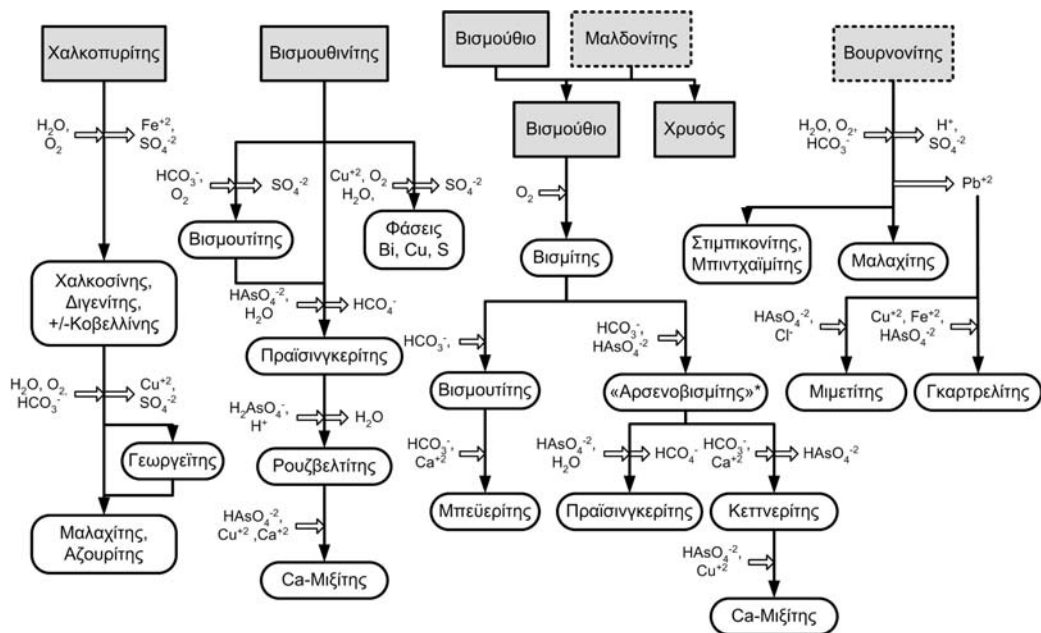 Χαλκοπυρίτης
H₂O,
O₂
Fe⁺²,
SO₄⁻²
Χαλκοσίνης,
Διγενίτης,
+/-Κοβελλίνης
H₂O, O₂,
HCO₃⁻
Cu⁺²,
SO₄⁻²
Γεωργεϊτης
Μαλαχίτης,
Αζουρίτης
Βισμουθινίτης
HCO₃⁻,
O₂
SO₄⁻²
Βισμουτίτης
Cu⁺², O₂
H₂O,
SO₄⁻²
Φάσεις
Bi, Cu, S
HAsO₄⁻²,
H₂O
HCO₄⁻
Πραϊσινγκερίτης
H₂AsO₄⁻,
H⁺
H₂O
Ρουζβελτίτης
HAsO₄⁻²,
Cu⁺² ,Ca⁺²
Ca-Μιξίτης
Βισμούθιο
Μαλδονίτης
Βισμούθιο
Χρυσός
O₂
Βισμίτης
HCO₃⁻
Βισμουτίτης
HCO₃⁻
Ca⁺²
Μπεϋερίτης
HCO₃⁻,
HAsO₄⁻²
«Αρσενοβισμίτης»*
HAsO₄⁻²,
H₂O
HCO₄⁻
Πραϊσινγκερίτης
HCO₃⁻,
Ca⁺²
HAsO₄⁻²
Κεπνερίτης
HAsO₄⁻²,
Cu⁺²
Ca-Μιξίτης
Βουρνονίτης
H₂O, O₂,
HCO₃⁻
H⁺,
SO₄⁻²
Pb⁺²
Στιμπικονίτης,
Μπιντχαϊμίτης
Μαλαχίτης
HAsO₄⁻²,
Cl⁻
Μιμετίτης
Cu⁺², Fe⁺²,
HAsO₄⁻²
Γκαρτρελίτης